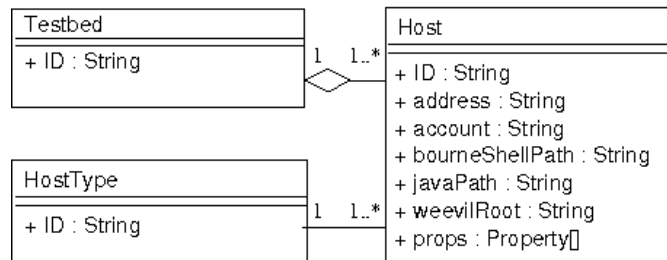 Testbed
+ ID : String
1
1..*
Host
+ ID : String
+ address : String
+ account : String
+ bourneShellPath : String
+ javaPath : String
+ weevilRoot : String
+ props : Property[]
HostType
+ ID : String
1
1..*